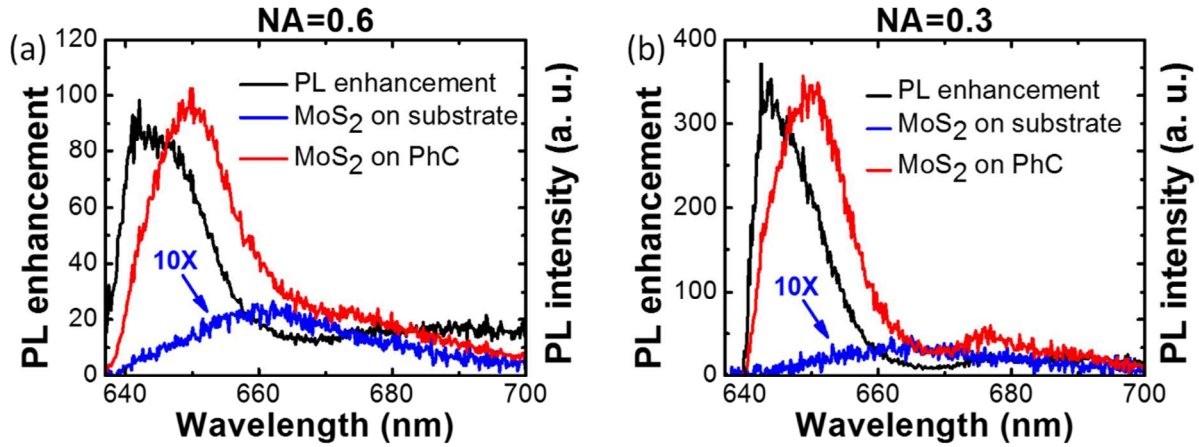 NA=0.6
(a)
PL enhancement
120
100
80
60
40
20
0
PL enhancement
MoS2 on substrate
MoS2 on PhC
10X
640
660
680
700
Wavelength (nm)
PL intensity (a. u.)
NA=0.3
(b)
PL enhancement
400
300
200
100
0
PL enhancement
MoS2 on substrate
MoS2 on PhC
10X
640
660
680
700
Wavelength (nm)
PL intensity (a. u.)